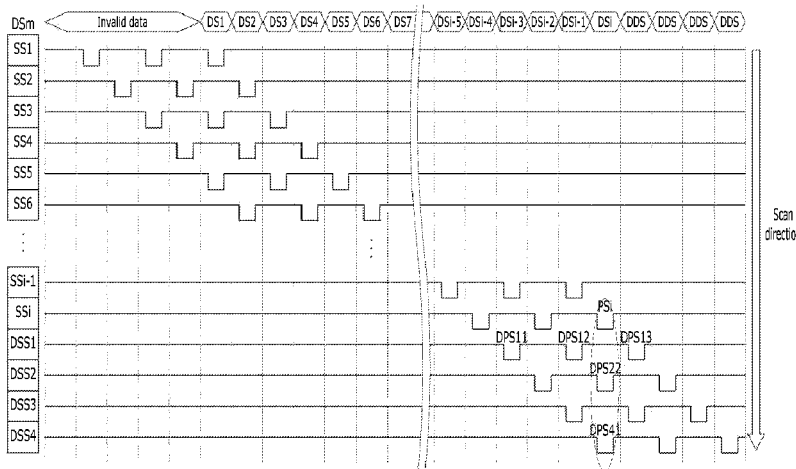 DSm Invalid data DS1 DS2 DS3 DS4 DS5 DS6 DS7 DSi-5 DSi-4 DSi-3 DSi-2 DSi-1 DSi DDS DDS DDS DDS
SS1
SS2
SS3
SS4
SS5
SS6
Scan
directio
SSi-1
SSi PSi
DSS1 DPS11 DPS12 DPS13
DSS2 DPS22
DSS3
DSS4 DPS41